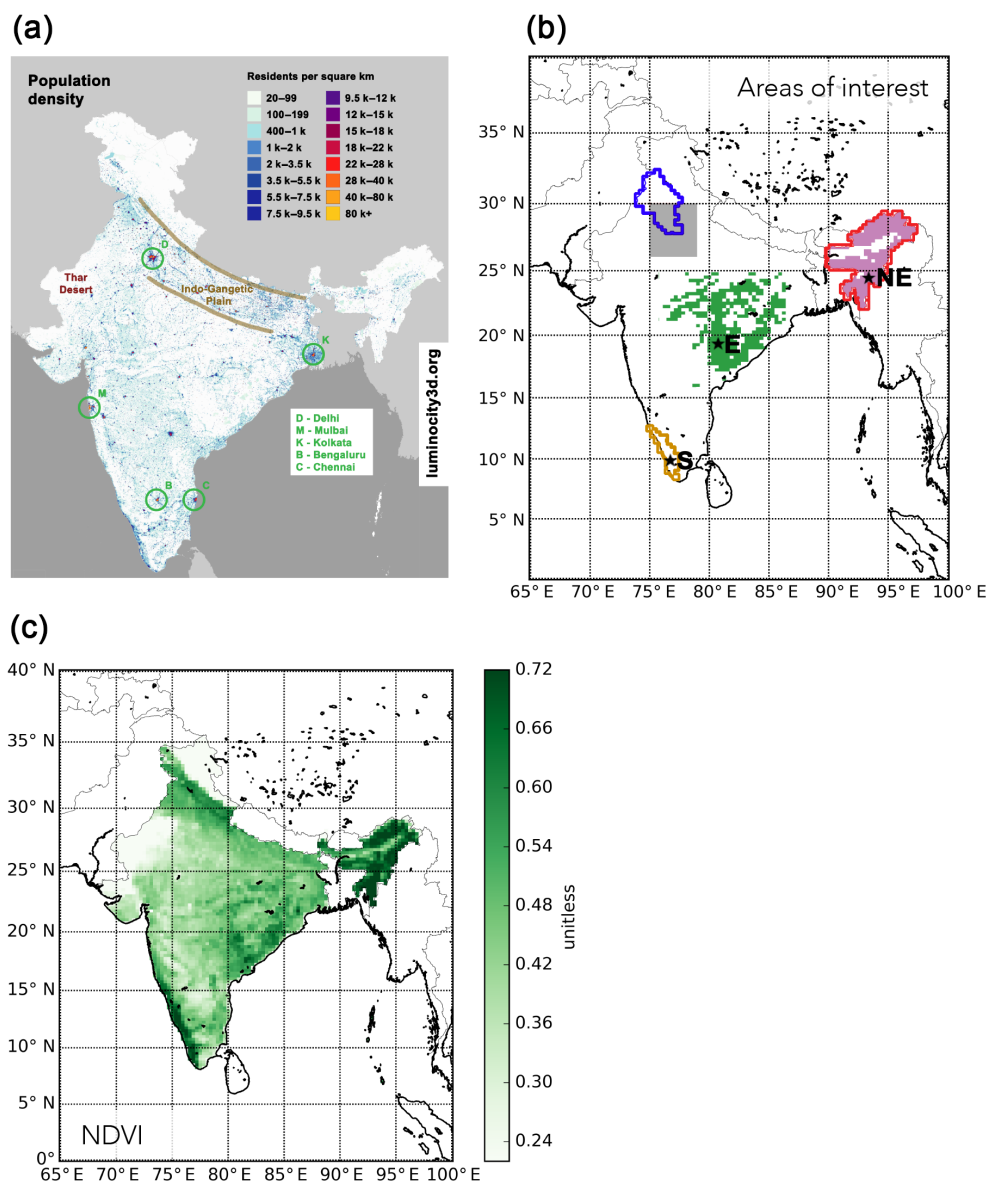 (a)
Population
density
Residents per square km
20–99
100–199
400–1 k
1 k–2 k
2 k–3.5 k
3.5 k–5.5 k
5.5 k–7.5 k
7.5 k–9.5 k
9.5 k–12 k
12 k–15 k
15 k–18 k
18 k–22 k
22 k–28 k
28 k–40 k
40 k–80 k
80 k+
D
Thar
Desert
Indo-Gangetic
Plain
K
M
B
C
D - Delhi
M - Mulbai
K - Kolkata
B - Bengaluru
C - Chennai
luminocity3d.org
(b)
Areas of interest
35° N
30° N
25° N
20° N
15° N
10° N
5° N
NE
E
S
65° E 70° E 75° E 80° E 85° E 90° E 95° E 100° E
(c)
40° N
35° N
30° N
25° N
20° N
15° N
10° N
5° N
0°
NDVI
65° E 70° E 75° E 80° E 85° E 90° E 95° E 100° E
0.72
0.66
0.60
0.54
0.48
0.42
0.36
0.30
0.24
unitless